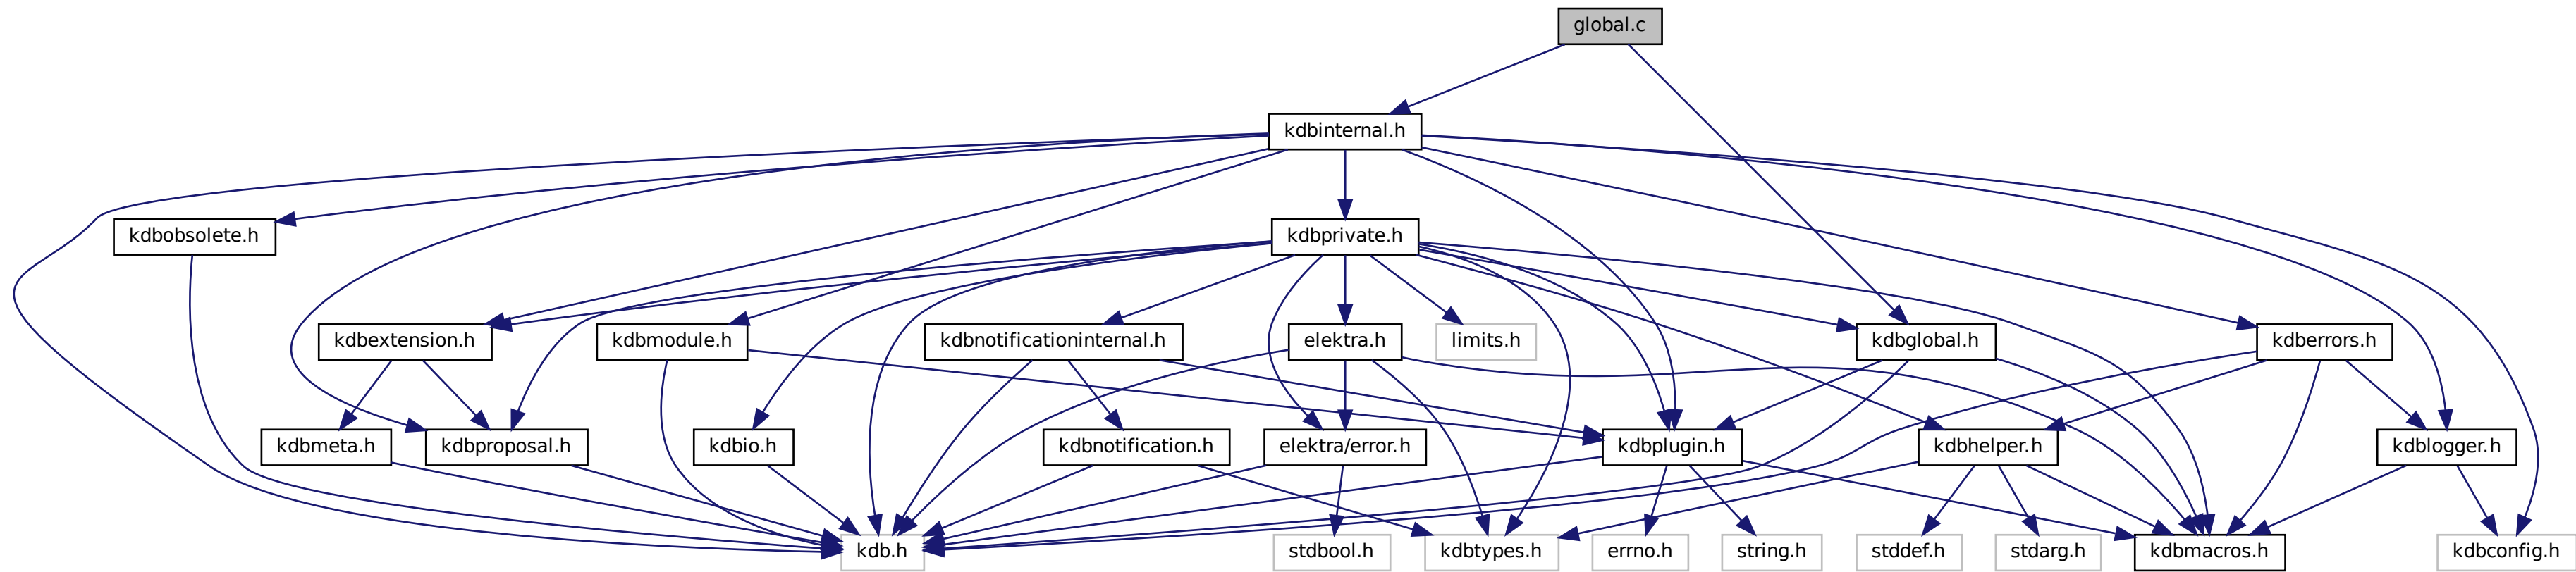 global.c
kdbinternal.h
kdbobsolete.h
kdbprivate.h
kdbextension.h
kdbmodule.h
kdbnotificationinternal.h
elektra.h
limits.h
kdbglobal.h
kdberrors.h
kdbmeta.h
kdbproposal.h
kdbio.h
kdbnotification.h
elektra/error.h
kdbplugin.h
kdbhelper.h
kdblogger.h
kdb.h
stdbool.h
kdbtypes.h
errno.h
string.h
stddef.h
stdarg.h
kdbmacros.h
kdbconfig.h